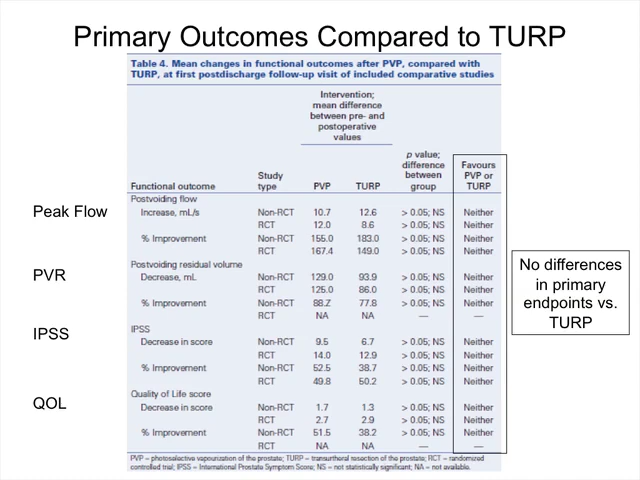 Primary Outcomes Compared to TURP
Table 4. Mean changes in functional outcomes after PVP, compared with
TURP, at first postdischarge follow-up visit of included comparative studies
Intervention;
mean difference
between pre- and
postoperative
values
p value;
difference
between
group
Favours
PVP or
TURP
Functional outcome Study type PVP TURP
Postvoiding flow
Increase, mL/s Non-RCT 10.7 12.6 > 0.05; NS Neither
RCT 12.0 8.6 > 0.05; NS Neither
% Improvement Non-RCT 155.0 183.0 > 0.05; NS Neither
RCT 167.4 149.0 > 0.05; NS Neither
Postvoiding residual volume
Decrease, mL Non-RCT 129.0 93.9 > 0.05; NS Neither
RCT 125.0 86.0 > 0.05; NS Neither
% Improvement Non-RCT 88.Z 77.8 > 0.05; NS Neither
RCT NA NA — —
IPSS
Decrease in score Non-RCT 9.5 6.7 > 0.05; NS Neither
RCT 14.0 12.9 > 0.05; NS Neither
% Improvement Non-RCT 52.5 38.7 > 0.05; NS Neither
RCT 49.8 50.2 > 0.05; NS Neither
Quality of Life score
Decrease in score Non-RCT 1.7 1.3 > 0.05; NS Neither
RCT 2.7 2.9 > 0.05; NS Neither
% Improvement Non-RCT 51.5 38.2 > 0.05; NS Neither
RCT NA NA — —
PVP = photoselective vapourization of the prostate; TURP = transurethral resection of the prostate; RCT = randomized
controlled trial; IPSS = International Prostate Symptom Score; NS = not statistically significant; NA = not available.
Peak Flow
PVR
IPSS
QOL
No differences
in primary
endpoints vs.
TURP